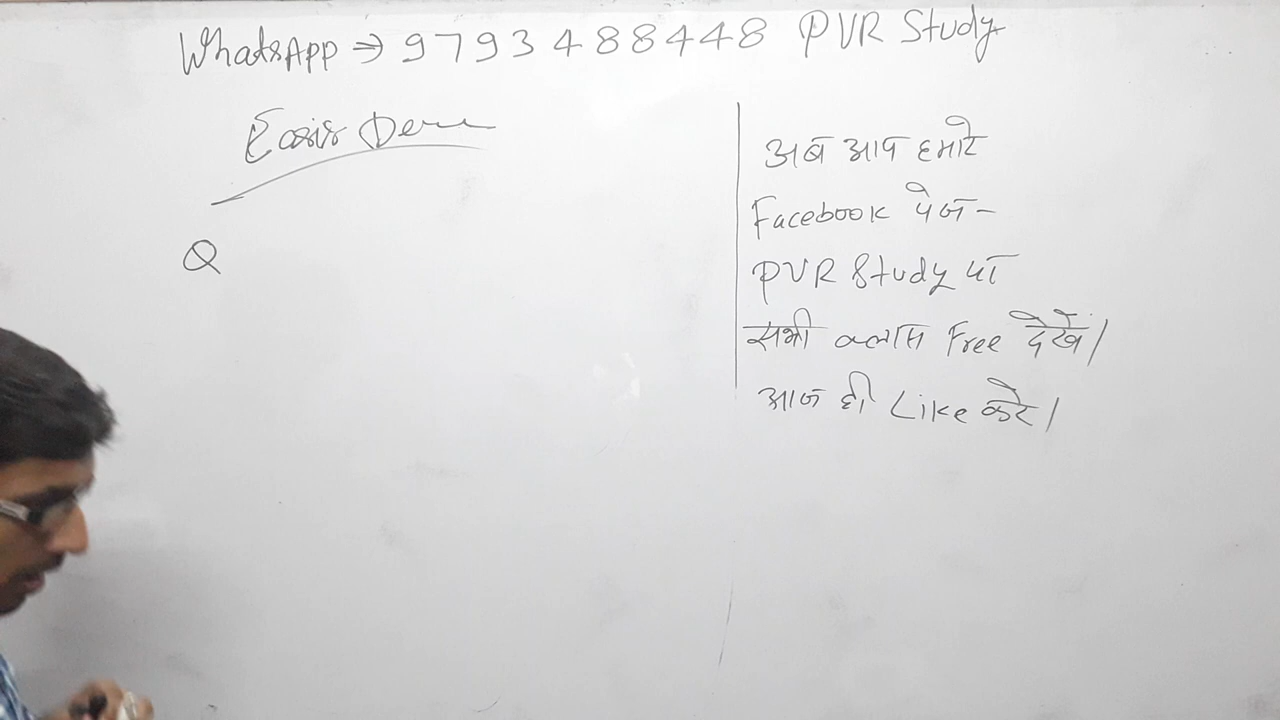 WhatsApp ⇒ 9793488448 PVR Study
Q
अब आप हमारे
Facebook पेज-
PVR Study पर
सभी क्लास Free देखें।
आज ही Like करें।